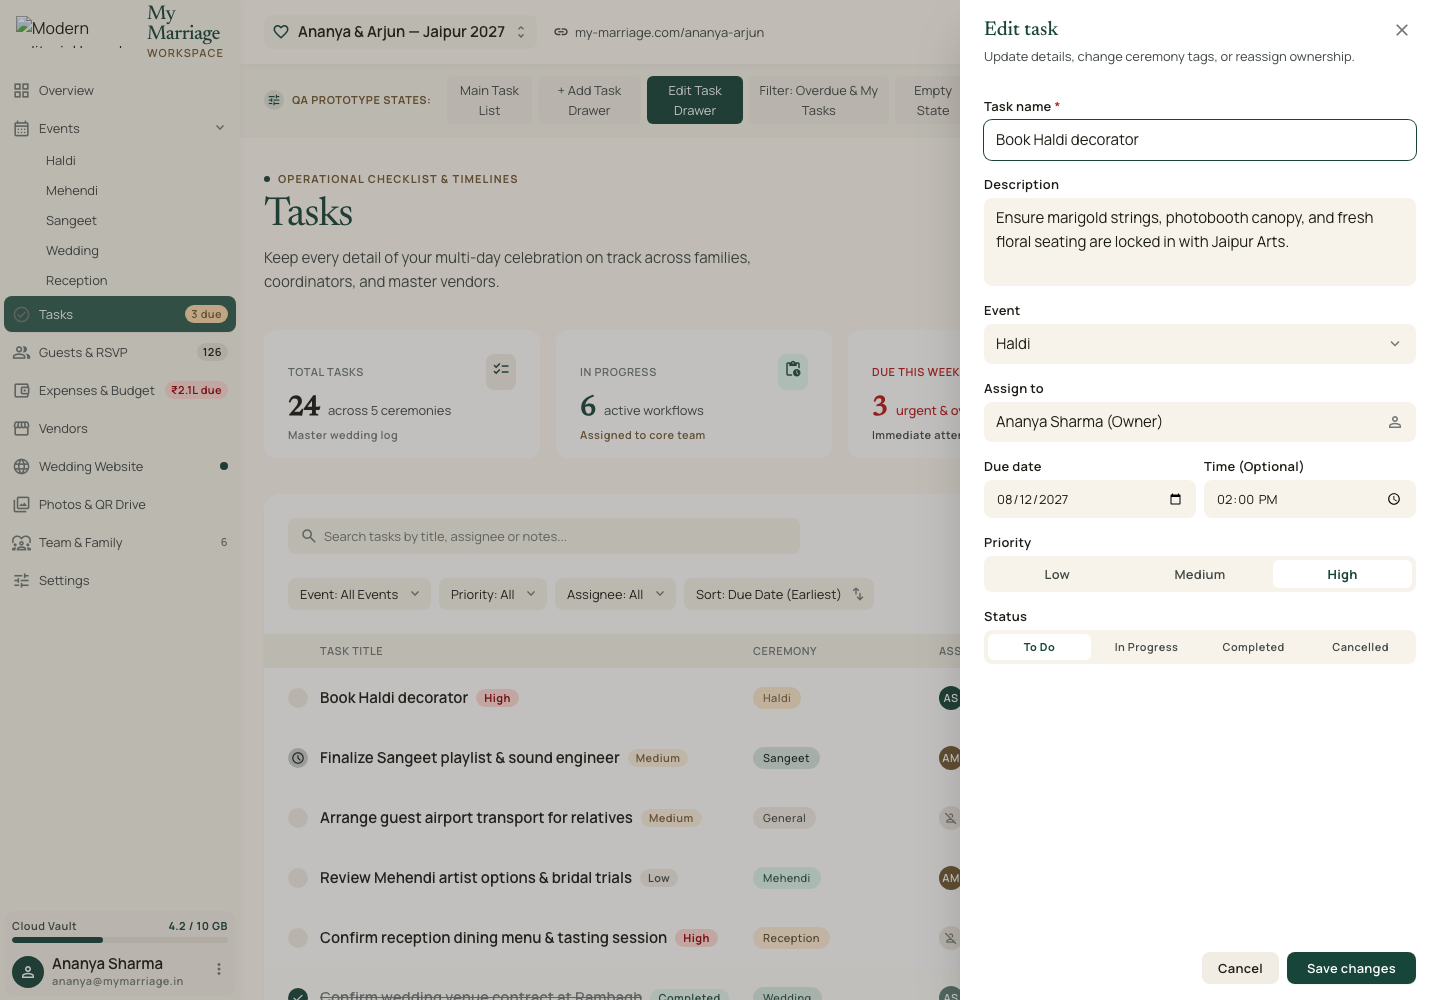 Modern
My
Marriage
WORKSPACE
Overview
Events
Haldi
Mehendi
Sangeet
Wedding
Reception
Tasks
3 due
Guests & RSVP
126
Expenses & Budget
₹2.1L due
Vendors
Wedding Website
Photos & QR Drive
Team & Family
6
Settings
Cloud Vault
4.2 / 10 GB
Ananya Sharma
ananya@mymarriage.in
Ananya & Arjun — Jaipur 2027
my-marriage.com/ananya-arjun
QA PROTOTYPE STATES:
Main Task
List
+ Add Task
Drawer
Edit Task
Drawer
Filter: Overdue & My
Tasks
Empty
State
OPERATIONAL CHECKLIST & TIMELINES
Tasks
Keep every detail of your multi-day celebration on track across families,
coordinators, and master vendors.
TOTAL TASKS
24 across 5 ceremonies
Master wedding log
IN PROGRESS
6 active workflows
Assigned to core team
DUE THIS WEEK
3 urgent &
Immediate
Search tasks by title, assignee or notes...
Event: All Events
Priority: All
Assignee: All
Sort: Due Date (Earliest)
TASK TITLE
CEREMONY
Book Haldi decorator
High
Haldi
AS
Finalize Sangeet playlist & sound engineer
Medium
Sangeet
AM
Arrange guest airport transport for relatives
Medium
General
Review Mehendi artist options & bridal trials
Low
Mehendi
AM
Confirm reception dining menu & tasting session
High
Reception
Confirm wedding venue contract at Rambagh
Completed
Wedding
AS
Edit task
Update details, change ceremony tags, or reassign ownership.
Task name *
Book Haldi decorator
Description
Ensure marigold strings, photobooth canopy, and fresh
floral seating are locked in with Jaipur Arts.
Event
Haldi
Assign to
Ananya Sharma (Owner)
Due date
Time (Optional)
08/12/2027
02:00 PM
Priority
Low
Medium
High
Status
To Do
In Progress
Completed
Cancelled
Cancel
Save changes